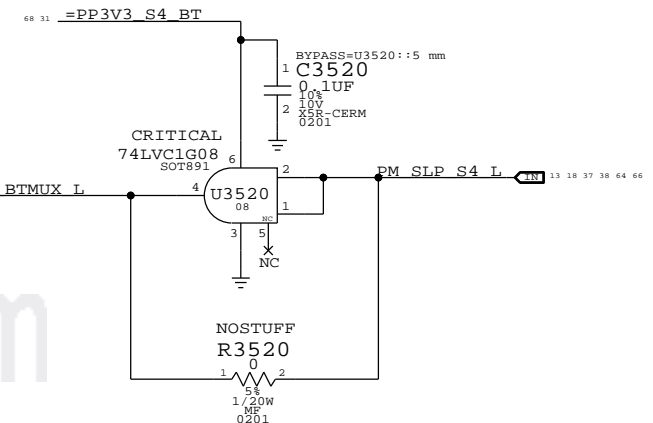 68 31 =PP3V3_S4_BT
BYPASS=U3520::5 mm
1 C3520
0.1UF
10%
10V
2 X5R-CERM
0201
CRITICAL
74LVC1G08
SOT891
6
2
PM_SLP_S4_L IN 13 18 37 38 64 66
BTMUX_L 4 U3520
08
1
NC
3 5
NC
NOSTUFF
R3520
0
1 2
5%
1/20W
MF
0201
m